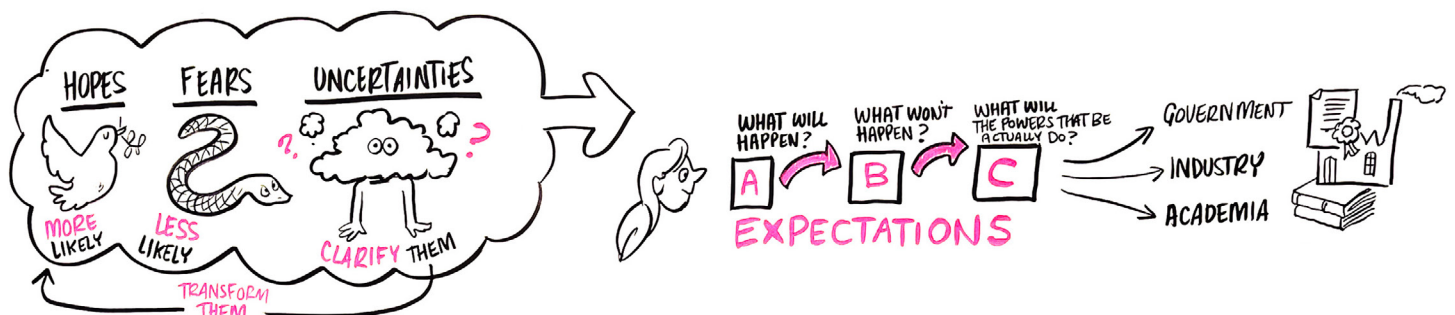 HOPES
FEARS
UNCERTAINTIES
?
?
MORE
LIKELY
LESS
LIKELY
CLARIFY THEM
TRANSFORM
THEM
WHAT WILL
HAPPEN?
WHAT WON'T
HAPPEN?
WHAT WILL
THE POWERS THAT BE
ACTUALLY DO?
A
B
C
EXPECTATIONS
GOVERNMENT
INDUSTRY
ACADEMIA